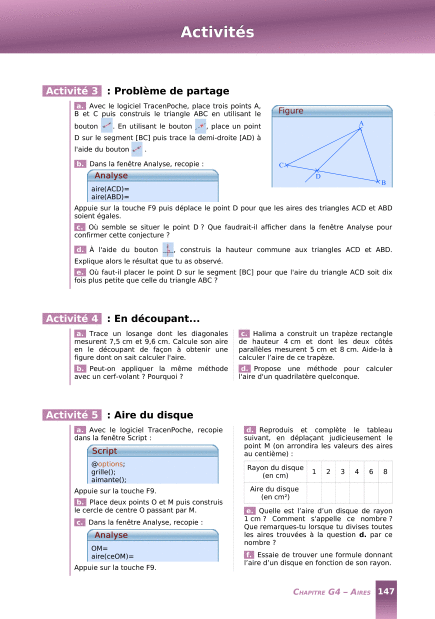 Activités
Activité 3 : Problème de partage
a. Avec le logiciel TracenPoche, place trois points A,
B et C puis construis le triangle ABC en utilisant le
bouton . En utilisant le bouton , place un point
D sur le segment [BC] puis trace la demi-droite [AD) à
l'aide du bouton .
Figure
A
C
D
B
b. Dans la fenêtre Analyse, recopie :
Analyse
aire(ACD)=
aire(ABD)=
Appuie sur la touche F9 puis déplace le point D pour que les aires des triangles ACD et ABD
soient égales.
c. Où semble se situer le point D ? Que faudrait-il afficher dans la fenêtre Analyse pour
confirmer cette conjecture ?
d. À l'aide du bouton , construis la hauteur commune aux triangles ACD et ABD.
Explique alors le résultat que tu as observé.
e. Où faut-il placer le point D sur le segment [BC] pour que l'aire du triangle ACD soit dix
fois plus petite que celle du triangle ABC ?
Activité 4 : En découpant...
a. Trace un losange dont les diagonales
mesurent 7,5 cm et 9,6 cm. Calcule son aire
en le découpant de façon à obtenir une
figure dont on sait calculer l'aire.
b. Peut-on appliquer la même méthode
avec un cerf-volant ? Pourquoi ?
c. Halima a construit un trapèze rectangle
de hauteur 4 cm et dont les deux côtés
parallèles mesurent 5 cm et 8 cm. Aide-la à
calculer l'aire de ce trapèze.
d. Propose une méthode pour calculer
l'aire d'un quadrilatère quelconque.
Activité 5 : Aire du disque
a. Avec le logiciel TracenPoche, recopie
dans la fenêtre Script :
Script
@options;
grille();
aimante();
Appuie sur la touche F9.
b. Place deux points O et M puis construis
le cercle de centre O passant par M.
c. Dans la fenêtre Analyse, recopie :
Analyse
OM=
aire(ceOM)=
Appuie sur la touche F9.
d. Reproduis et complète le tableau
suivant, en déplaçant judicieusement le
point M (on arrondira les valeurs des aires
au centième) :
Rayon du disque (en cm) 1 2 3 4 6 8
Aire du disque
(en cm²)
e. Quelle est l'aire d'un disque de rayon
1 cm ? Comment s'appelle ce nombre ?
Que remarques-tu lorsque tu divises toutes
les aires trouvées à la question d. par ce
nombre ?
f. Essaie de trouver une formule donnant
l'aire d'un disque en fonction de son rayon.
CHAPITRE G4 – AIRES 147